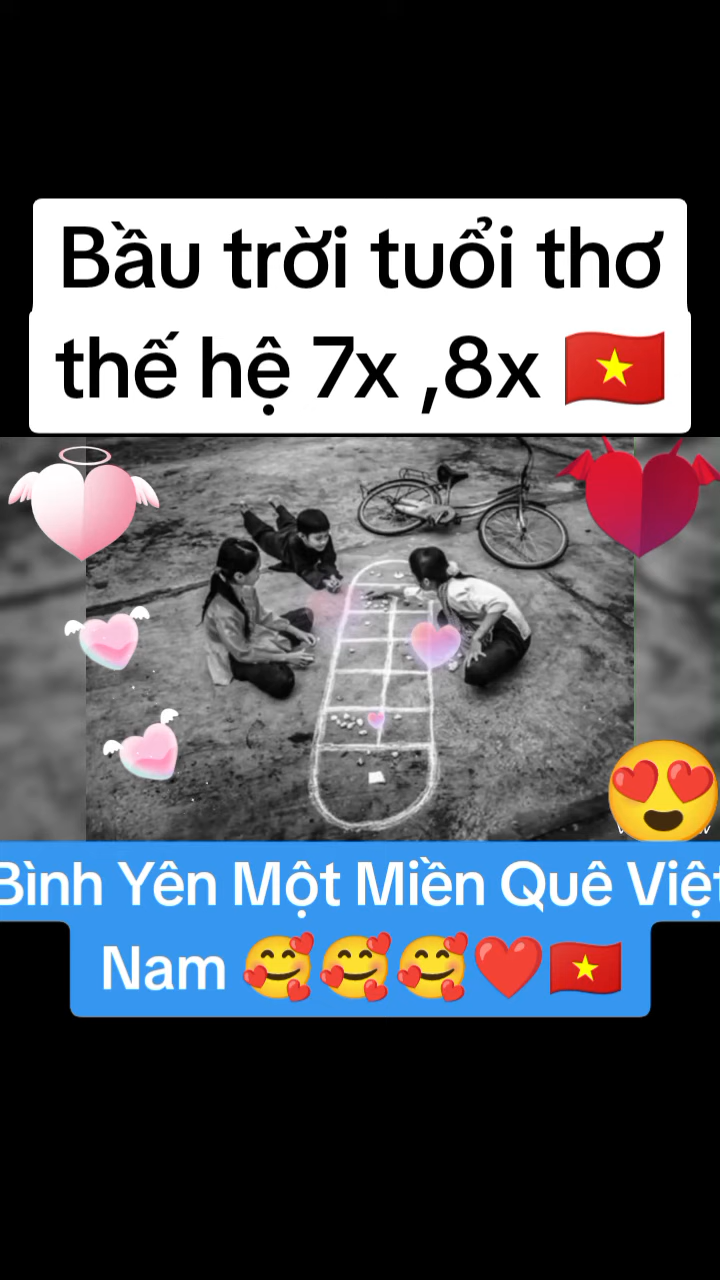 Bầu trời tuổi thơ
thế hệ 7x ,8x 🇻🇳
Bình Yên Một Miền Quê Việt
Nam 🥰🥰🥰❤️🇻🇳